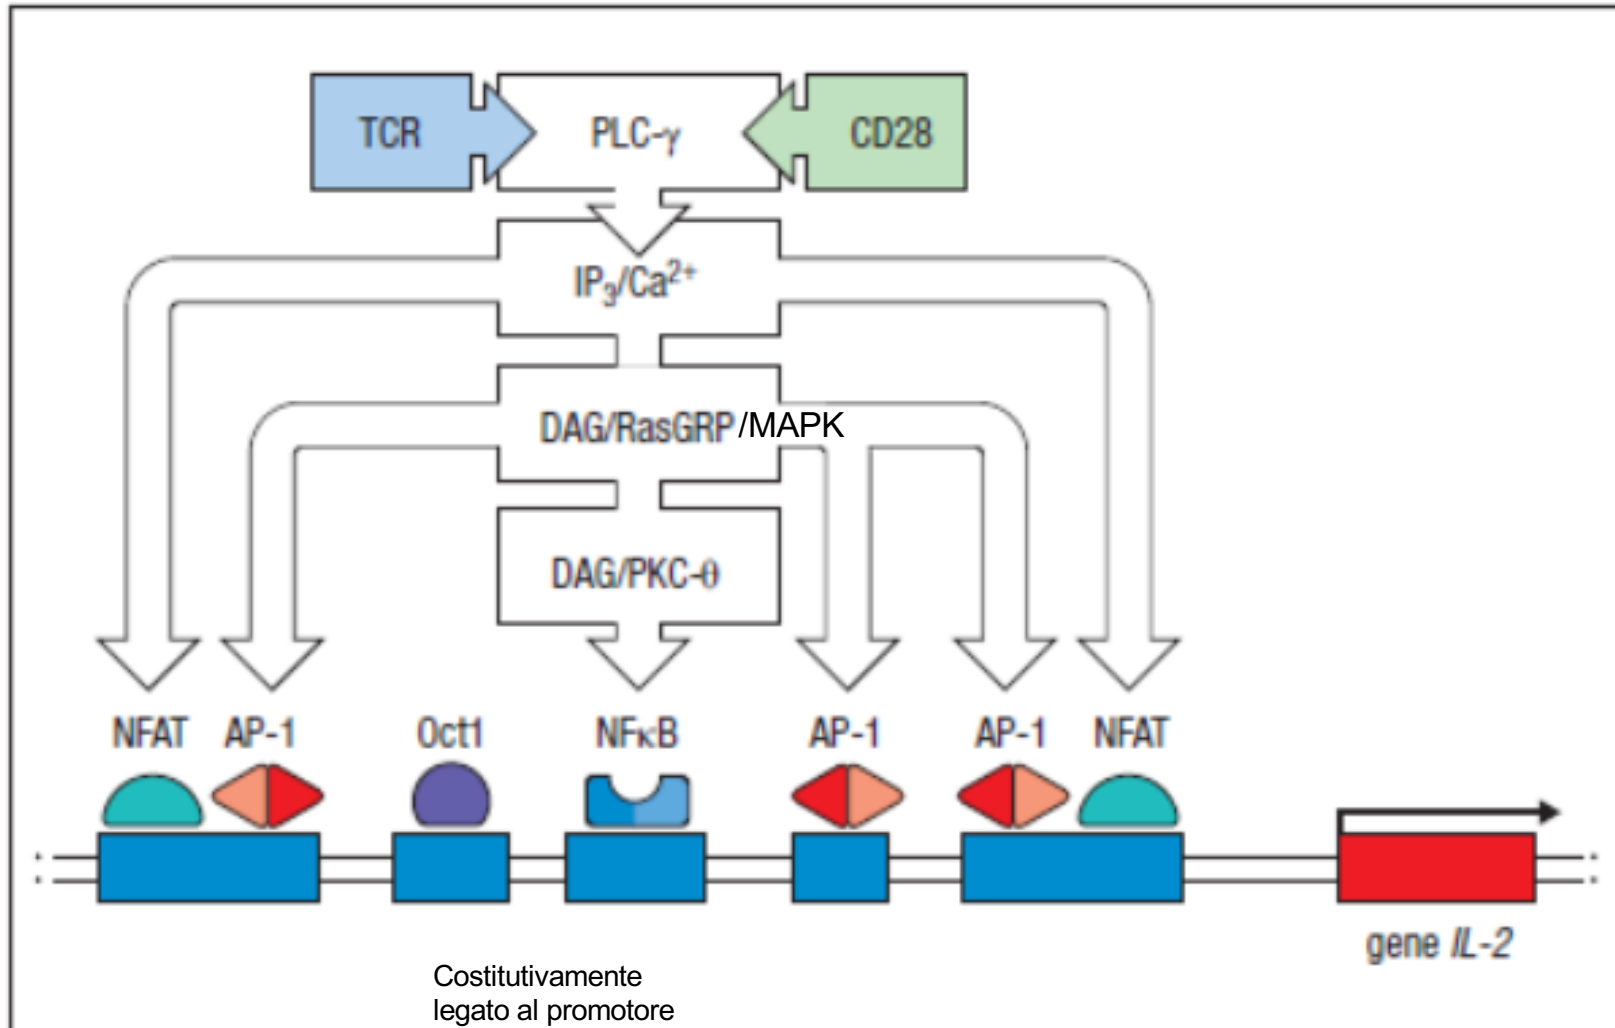 TCR PLC-γ CD28
IP₃/Ca²⁺
DAG/RasGRP/MAPK
DAG/PKC-θ
NFAT AP-1 Oct1 NFκB AP-1 AP-1 NFAT
gene IL-2
Costitutivamente
legato al promotore